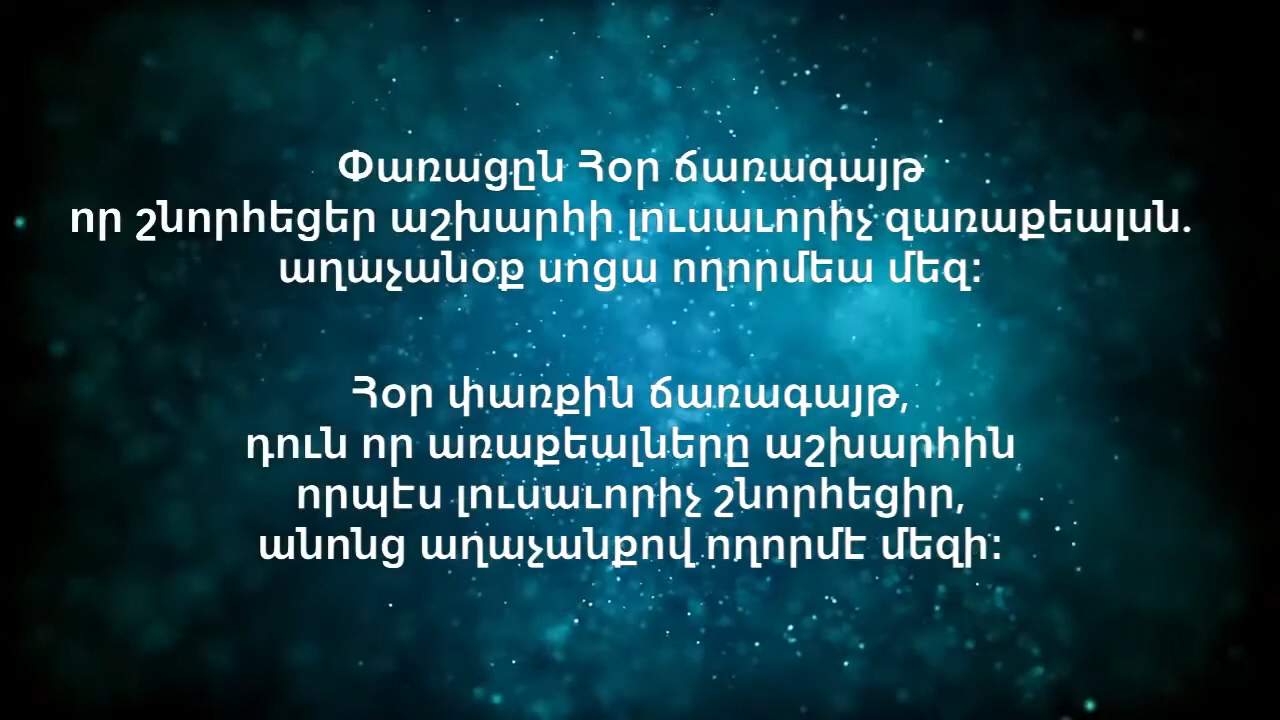 Փառացըն Հօր ճառագայթ
որ շնորհեցեր աշխարհի լուսաւորիչ զառաքեալսն.
աղաչանօք սոցա ողորմեա մեզ:
Հօր փառքին ճառագայթ,
դուն որ առաքեալները աշխարհին
որպէս լուսաւորիչ շնորհեցիր,
անոնց աղաչանքով ողորմէ մեզի: